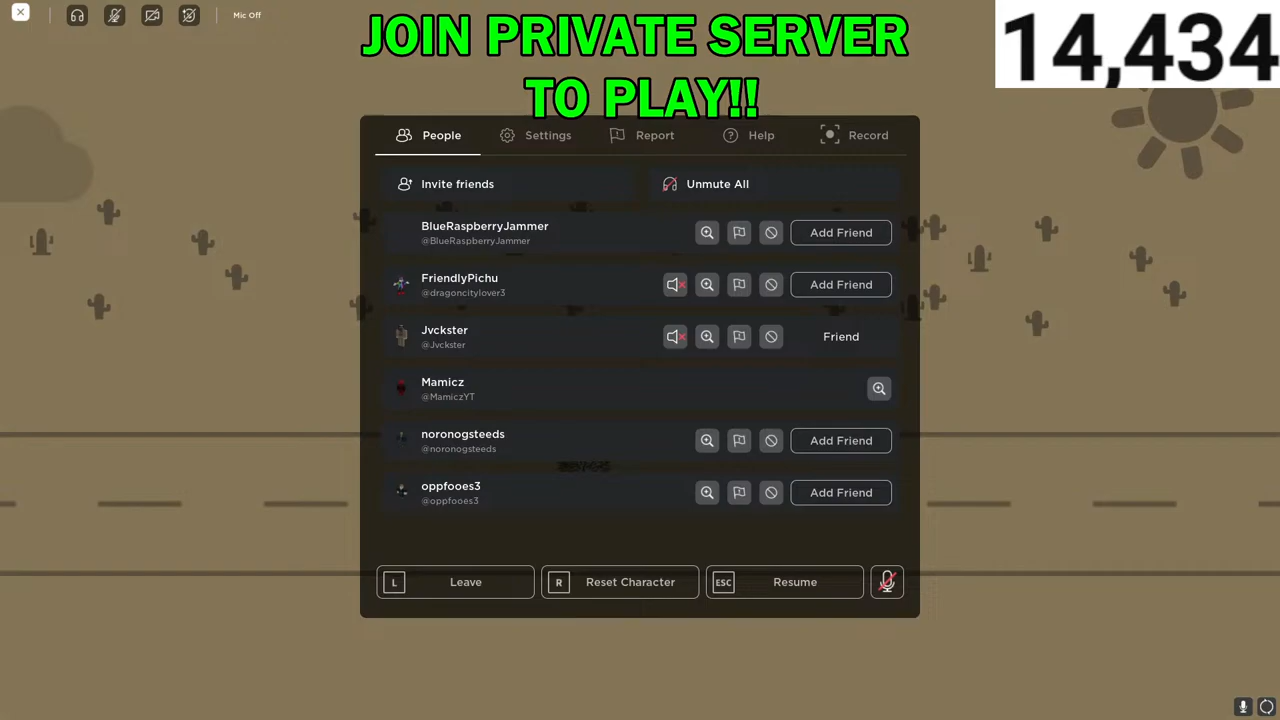 Mic Off
JOIN PRIVATE SERVER
TO PLAY!!
14,434
People
Settings
Report
Help
Record
Invite friends
Unmute All
BlueRaspberryJammer
@BlueRaspberryJammer
Add Friend
FriendlyPichu
@dragoncitylover3
Add Friend
Jvckster
@Jvckster
Friend
Mamicz
@MamiczYT
noronogsteeds
@noronogsteeds
Add Friend
oppfooes3
@oppfooes3
Add Friend
L Leave
R Reset Character
ESC Resume